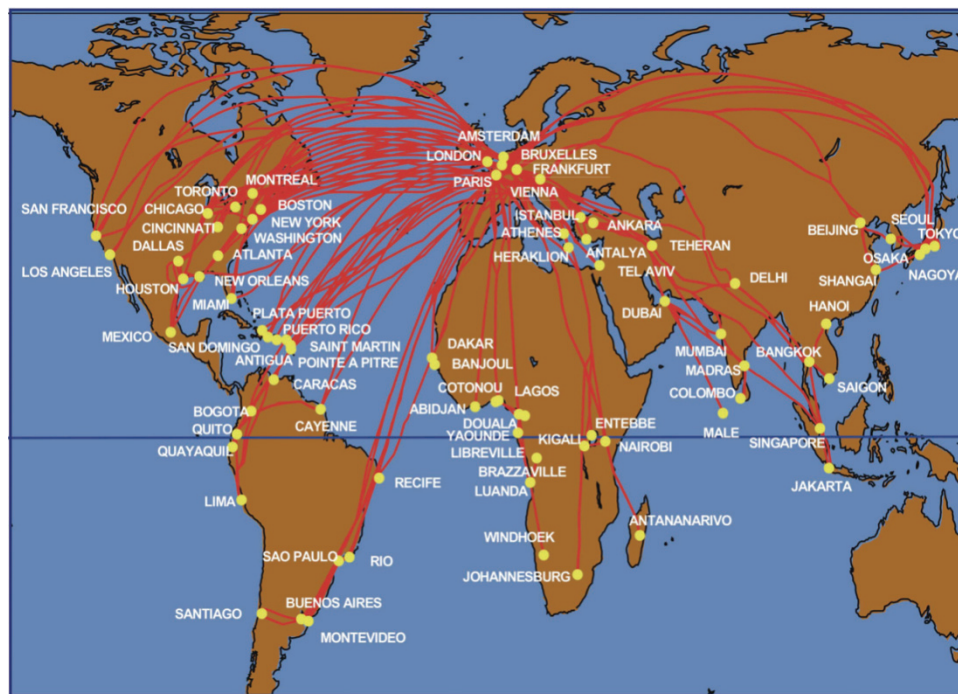 AMSTERDAM
LONDON
BRUXELLES
FRANKFURT
PARIS
VIENNA
MONTREAL
TORONTO
SAN FRANCISCO
CHICAGO
BOSTON
CINCINNATI
NEW YORK
ISTANBUL
ANKARA
SEOUL
BEIJING
TOKYO
WASHINGTON
ATHENES
DALLAS
TEHERAN
ATLANTA
HERAKLION
ANTALYA
OSAKA
LOS ANGELES
TEL AVIV
SHANGAI
NAGOYA
HOUSTON
NEW ORLEANS
DELHI
MIAMI
DUBAI
HANOI
PLATA PUERTO
MEXICO
PUERTO RICO
SAN DOMINGO
SAINT MARTIN
DAKAR
MUMBAI
BANGKOK
ANTIGUA
POINTE A PITRE
BANJOUL
MADRAS
CARACAS
COTONOU
LAGOS
COLOMBO
SAIGON
BOGOTA
ABIDJAN
CAYENNE
DOUALA
ENTEBBE
MALE
QUITO
YAOUNDE
KIGALI
NAIROBI
SINGAPORE
QUAYAQUIL
LIBREVILLE
BRAZZAVILLE
RECIFE
JAKARTA
LUANDA
LIMA
ANTANANARIVO
WINDHOEK
SAO PAULO
RIO
JOHANNESBURG
BUENOS AIRES
SANTIAGO
MONTEVIDEO